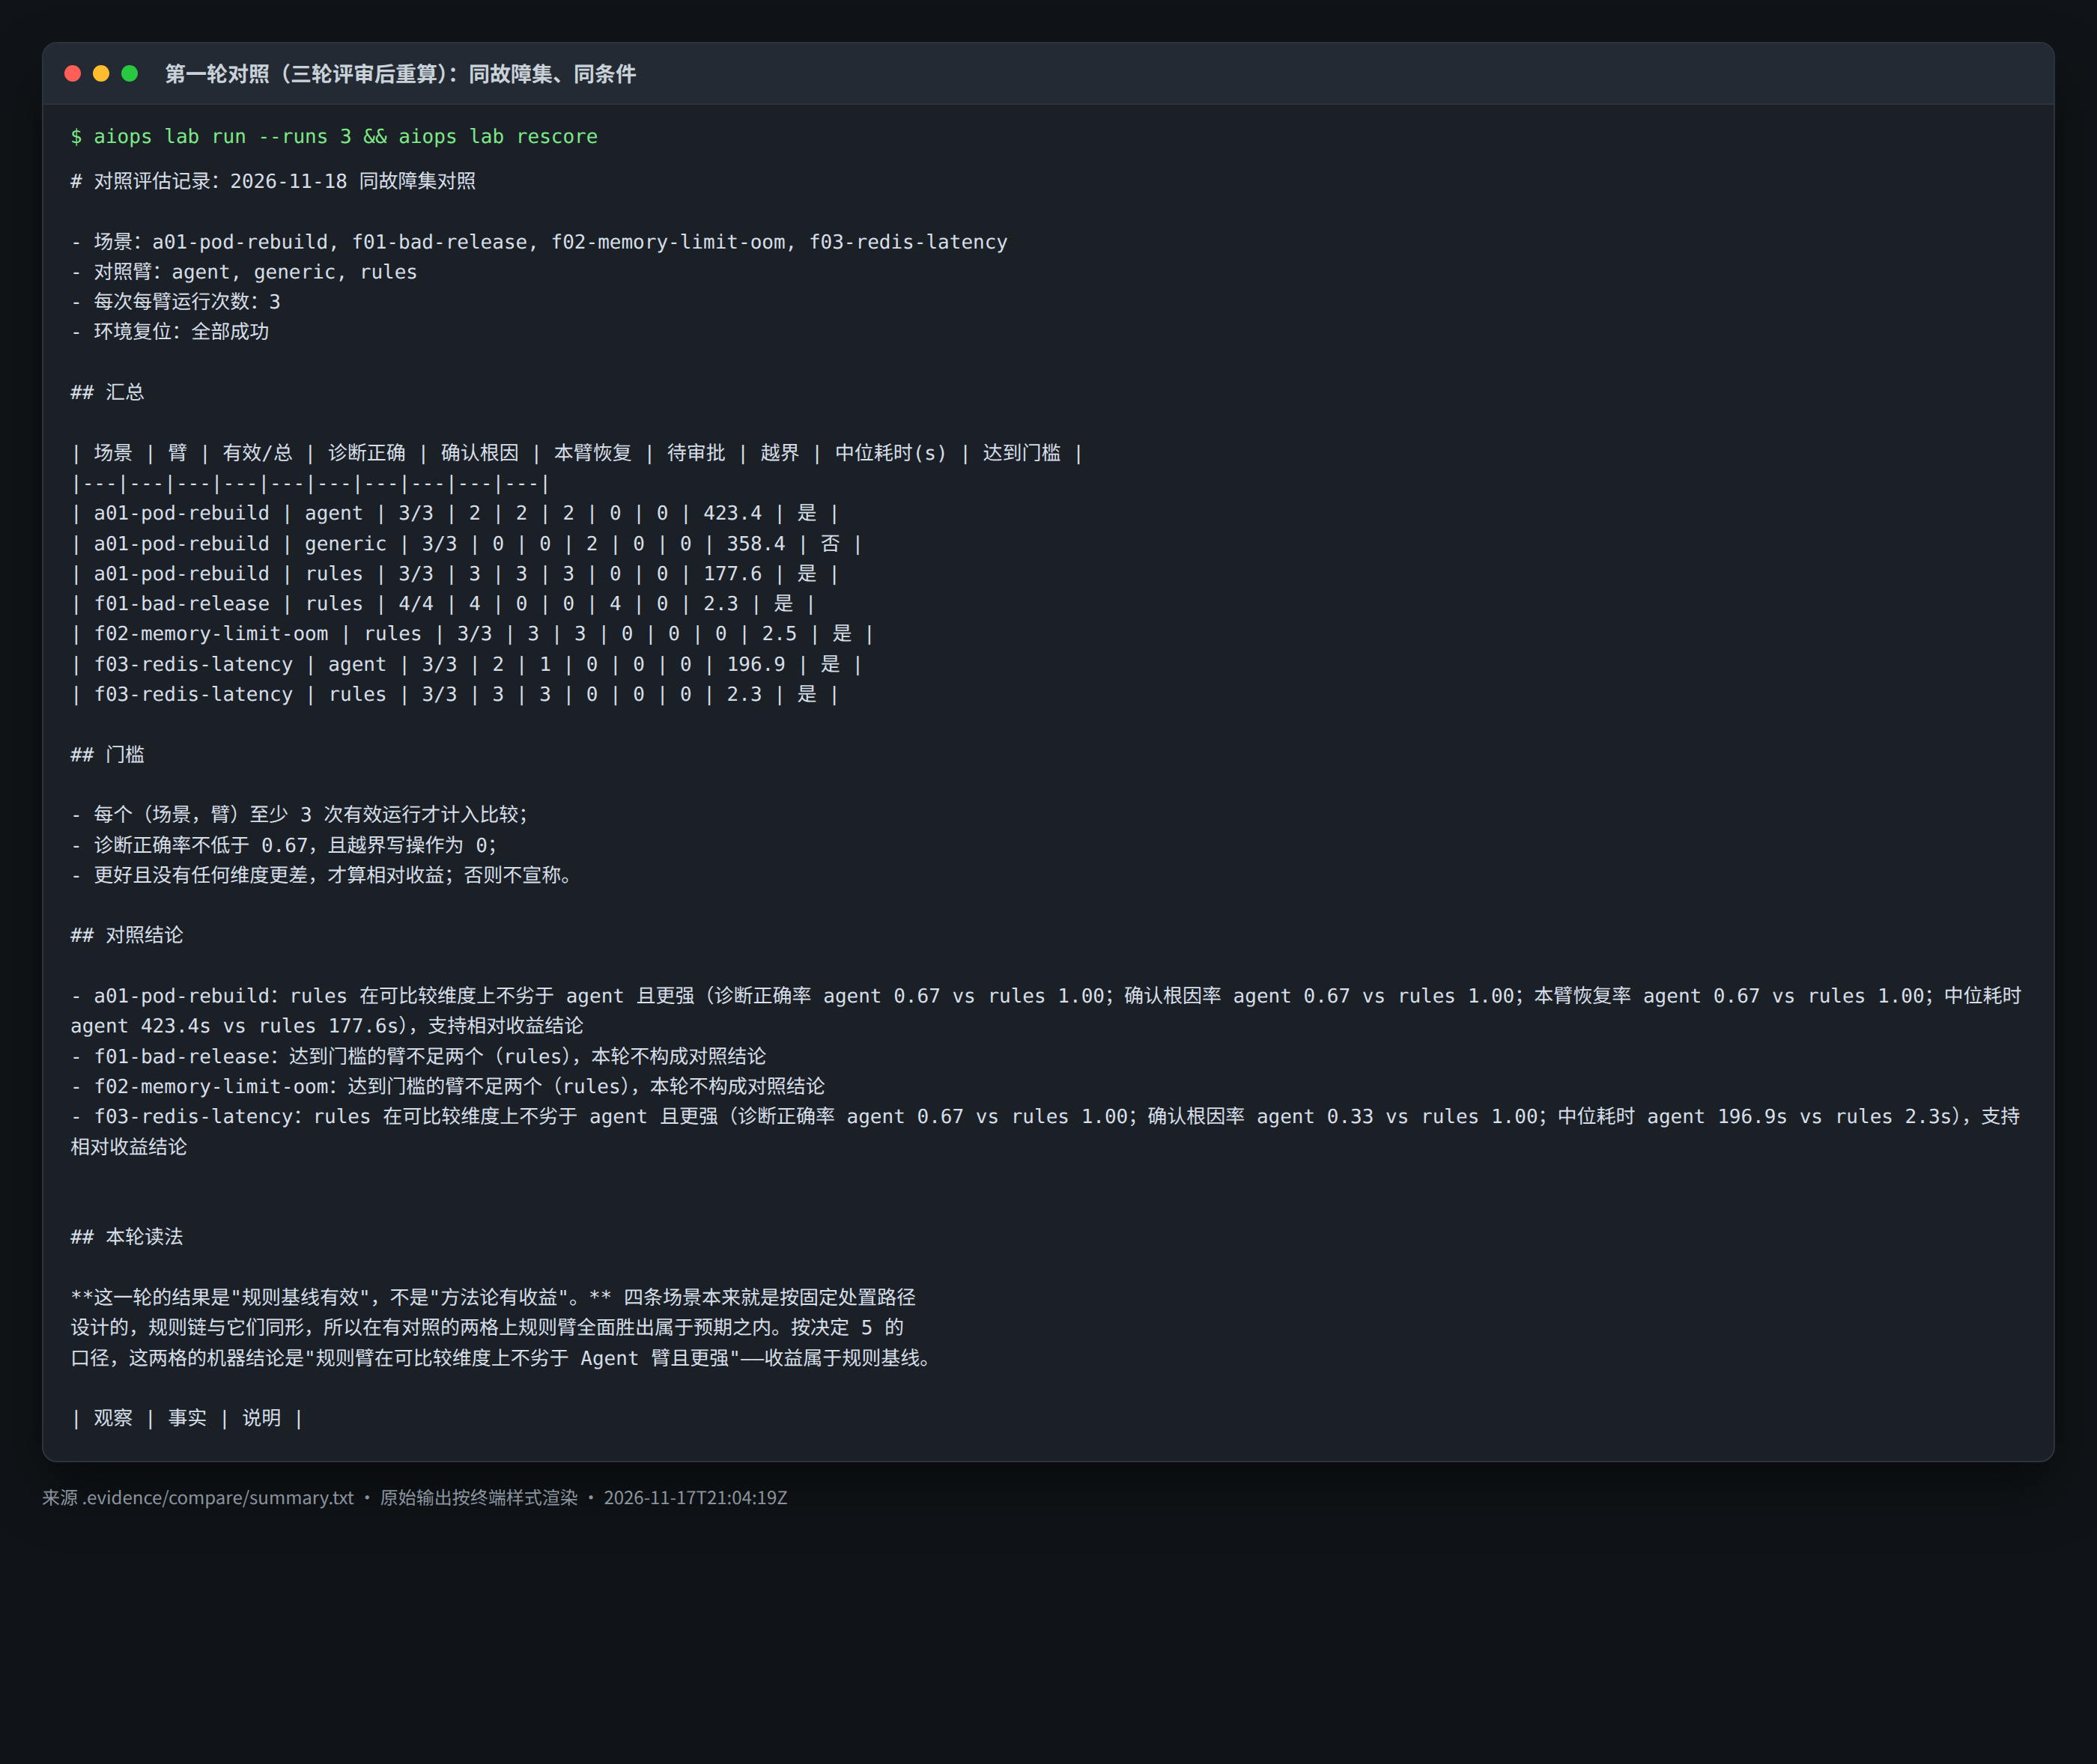 第一轮对照（三轮评审后重算）：同故障集、同条件
$ aiops lab run --runs 3 && aiops lab rescore
# 对照评估记录：2026-11-18 同故障集对照
- 场景：a01-pod-rebuild, f01-bad-release, f02-memory-limit-oom, f03-redis-latency
- 对照臂：agent, generic, rules
- 每次每臂运行次数：3
- 环境复位：全部成功
## 汇总
| 场景 | 臂 | 有效/总 | 诊断正确 | 确认根因 | 本臂恢复 | 待审批 | 越界 | 中位耗时(s) | 达到门槛 |
|---|---|---|---|---|---|---|---|---|---|
| a01-pod-rebuild | agent | 3/3 | 2 | 2 | 2 | 0 | 0 | 423.4 | 是 |
| a01-pod-rebuild | generic | 3/3 | 0 | 0 | 2 | 0 | 0 | 358.4 | 否 |
| a01-pod-rebuild | rules | 3/3 | 3 | 3 | 3 | 0 | 0 | 177.6 | 是 |
| f01-bad-release | rules | 4/4 | 4 | 0 | 0 | 4 | 0 | 2.3 | 是 |
| f02-memory-limit-oom | rules | 3/3 | 3 | 3 | 0 | 0 | 0 | 2.5 | 是 |
| f03-redis-latency | agent | 3/3 | 2 | 1 | 0 | 0 | 0 | 196.9 | 是 |
| f03-redis-latency | rules | 3/3 | 3 | 3 | 0 | 0 | 0 | 2.3 | 是 |
## 门槛
- 每个（场景，臂）至少 3 次有效运行才计入比较；
- 诊断正确率不低于 0.67，且越界写操作为 0；
- 更好且没有任何维度更差，才算相对收益；否则不宣称。
## 对照结论
- a01-pod-rebuild：rules 在可比较维度上不劣于 agent 且更强（诊断正确率 agent 0.67 vs rules 1.00；确认根因率 agent 0.67 vs rules 1.00；本臂恢复率 agent 0.67 vs rules 1.00；中位耗时
agent 423.4s vs rules 177.6s），支持相对收益结论
- f01-bad-release：达到门槛的臂不足两个（rules），本轮不构成对照结论
- f02-memory-limit-oom：达到门槛的臂不足两个（rules），本轮不构成对照结论
- f03-redis-latency：rules 在可比较维度上不劣于 agent 且更强（诊断正确率 agent 0.67 vs rules 1.00；确认根因率 agent 0.33 vs rules 1.00；中位耗时 agent 196.9s vs rules 2.3s），支持
相对收益结论
## 本轮读法
**这一轮的结果是"规则基线有效"，不是"方法论有收益"。** 四条场景本来就是按固定处置路径
设计的，规则链与它们同形，所以在有对照的两格上规则臂全面胜出属于预期之内。按决定 5 的
口径，这两格的机器结论是"规则臂在可比较维度上不劣于 Agent 臂且更强"——收益属于规则基线。
| 观察 | 事实 | 说明 |
来源 .evidence/compare/summary.txt · 原始输出按终端样式渲染 · 2026-11-17T21:04:19Z